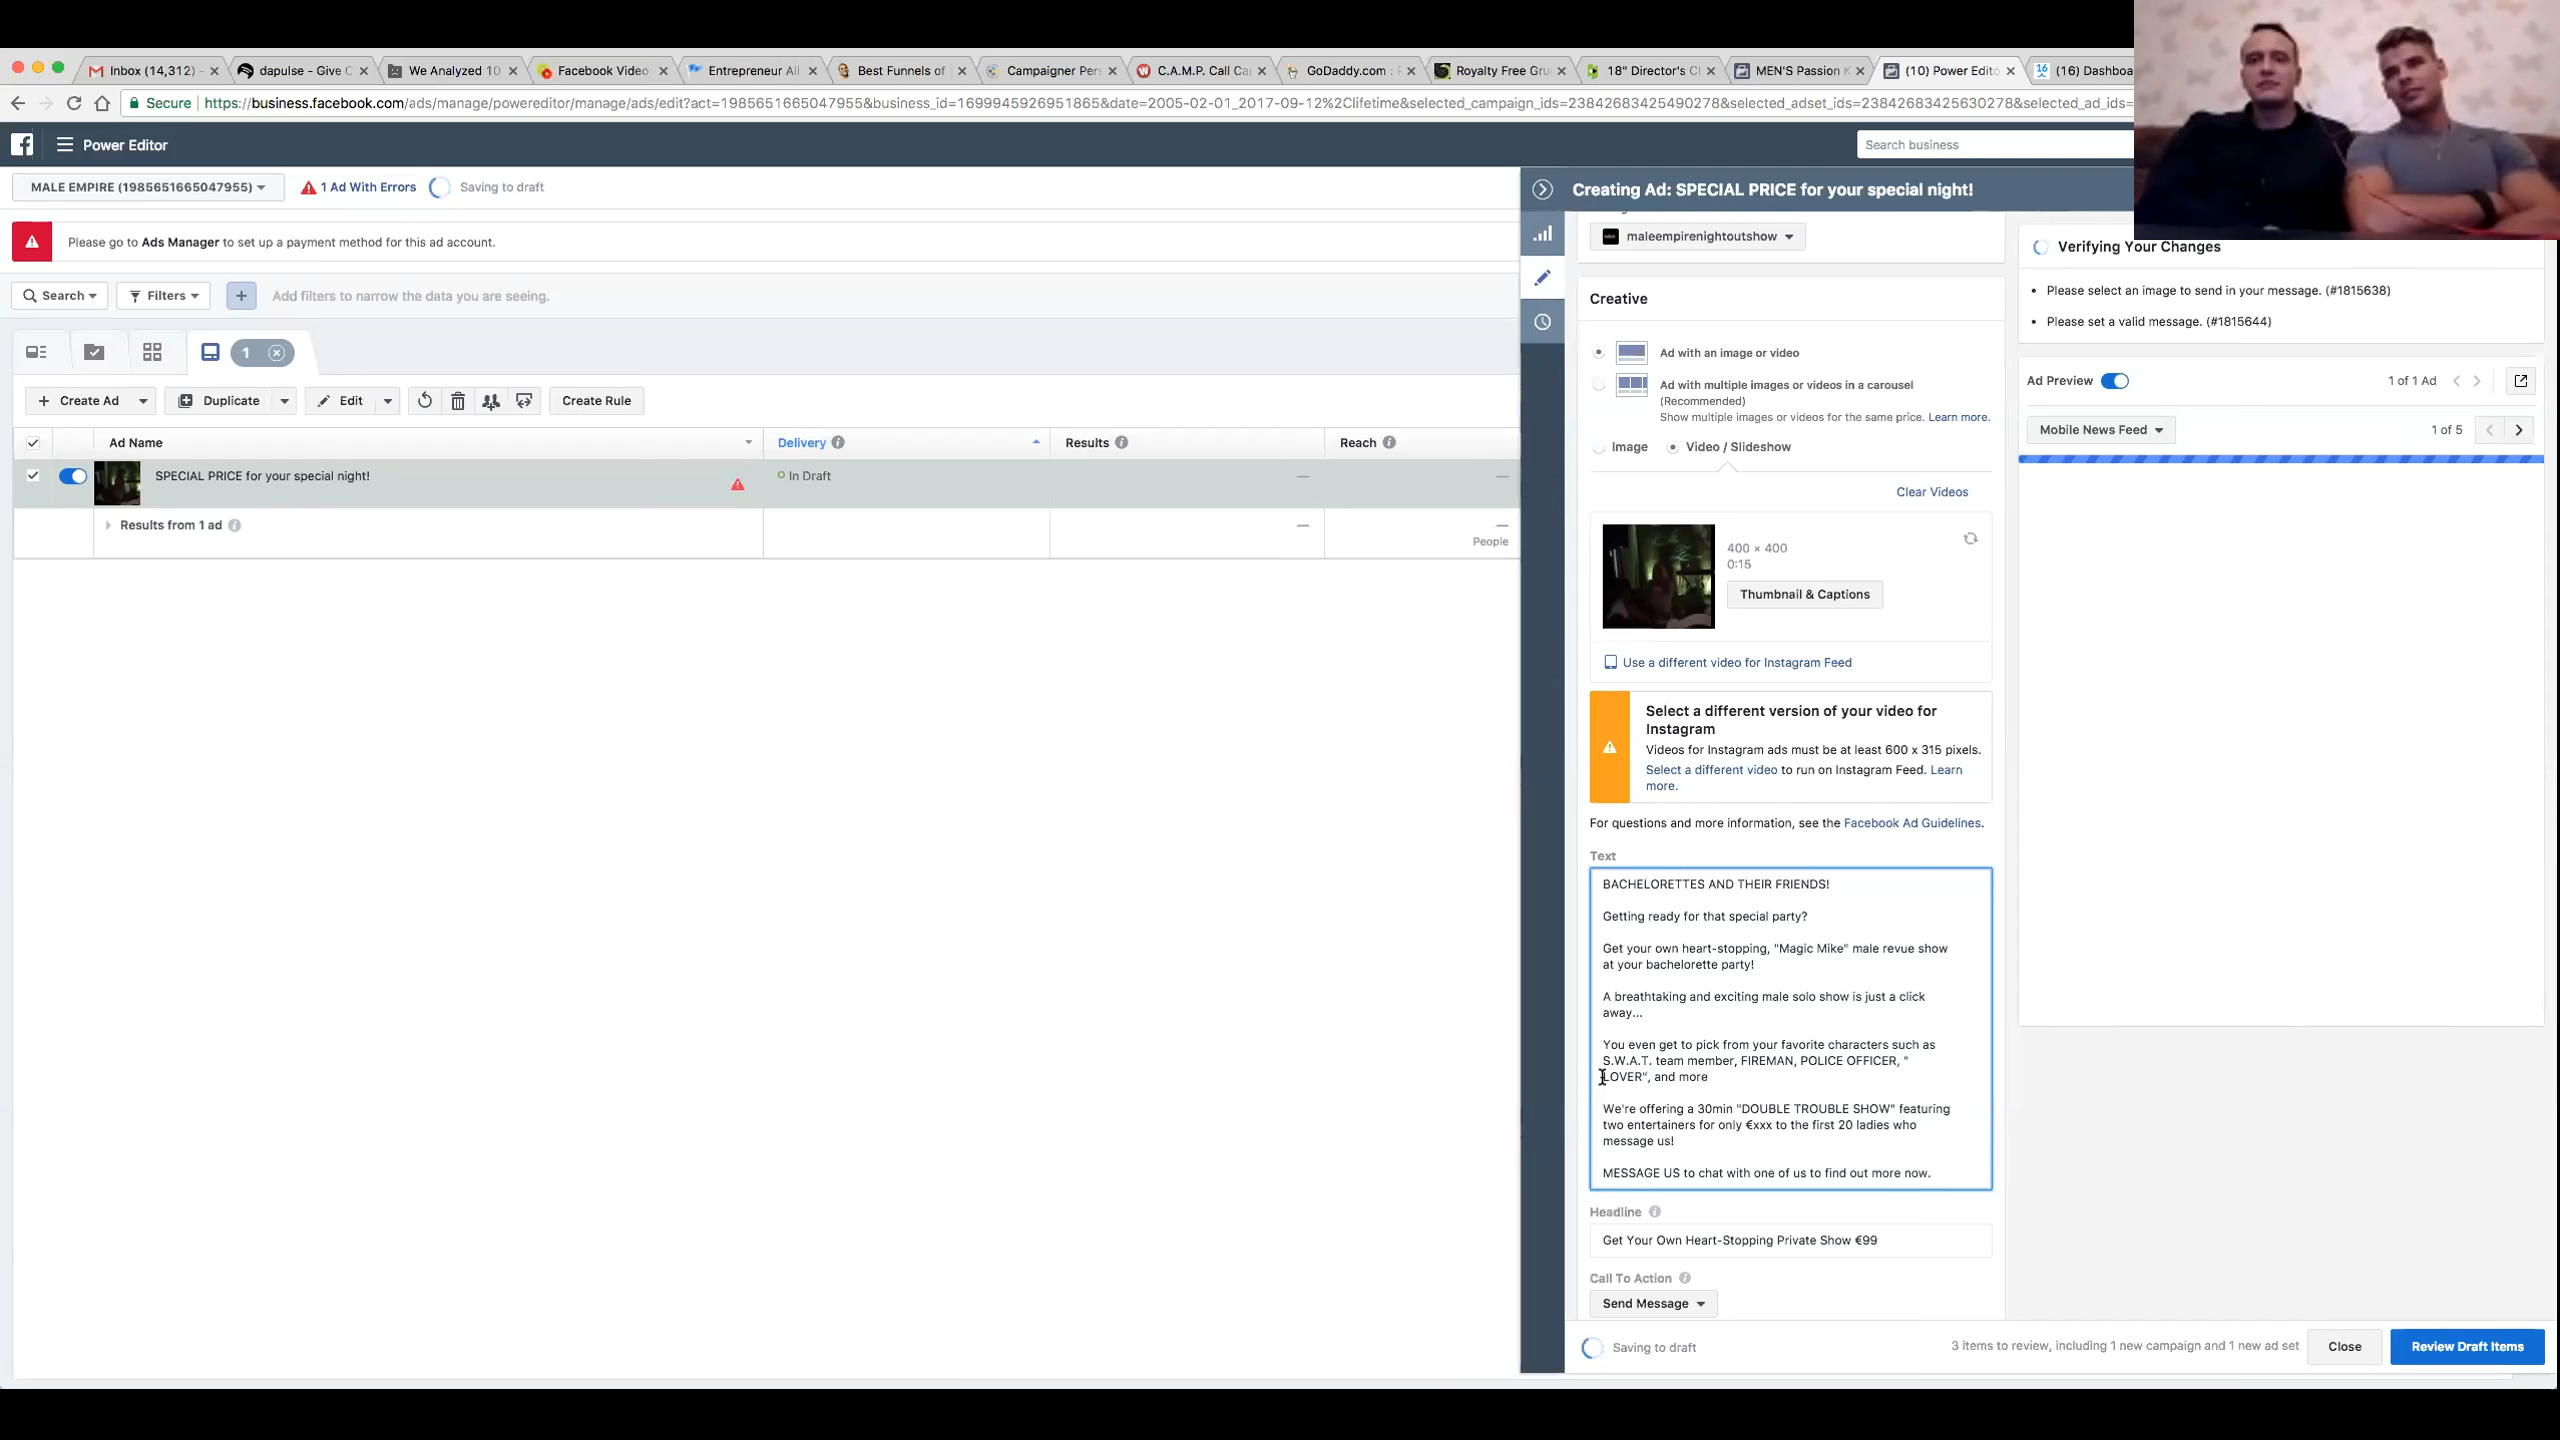 Inbox (14,312) -
dapulse - Give C
We Analyzed 10
Facebook Video
Entrepreneur All
Best Funnels of
Campaigner Pers
C.A.M.P. Call Ca
GoDaddy.com :
Royalty Free Gru
18" Director's Cl
MEN'S Passion K
(10) Power Edito
16
(16) Dashboa
Secure
https://business.facebook.com/ads/manage/powereditor/manage/ads/edit?act=1985651665047955&business_id=1699945926951865&date=2005-02-01_2017-09-12%2Clifetime&selected_campaign_ids=23842683425490278&selected_adset_ids=23842683425630278&selected_ad_ids=
Power Editor
Search business
MALE EMPIRE (1985651665047955)
1 Ad With Errors
Saving to draft
Please go to Ads Manager to set up a payment method for this ad account.
Search
Filters
+
Add filters to narrow the data you are seeing.
1
+ Create Ad
Duplicate
Edit
Create Rule
Ad Name
Delivery
Results
Reach
SPECIAL PRICE for your special night!
In Draft
—
—
Results from 1 ad
—
—
People
Creating Ad: SPECIAL PRICE for your special night!
maleempirenightoutshow
Creative
Ad with an image or video
Ad with multiple images or videos in a carousel
(Recommended)
Show multiple images or videos for the same price. Learn more.
Image
Video / Slideshow
Clear Videos
400 × 400
0:15
Thumbnail & Captions
Use a different video for Instagram Feed
Select a different version of your video for
Instagram
Videos for Instagram ads must be at least 600 x 315 pixels.
Select a different video to run on Instagram Feed. Learn
more.
For questions and more information, see the Facebook Ad Guidelines.
Text
BACHELORETTES AND THEIR FRIENDS!
Getting ready for that special party?
Get your own heart-stopping, "Magic Mike" male revue show
at your bachelorette party!
A breathtaking and exciting male solo show is just a click
away...
You even get to pick from your favorite characters such as
S.W.A.T. team member, FIREMAN, POLICE OFFICER, "
LOVER", and more
We're offering a 30min "DOUBLE TROUBLE SHOW" featuring
two entertainers for only €xxx to the first 20 ladies who
message us!
MESSAGE US to chat with one of us to find out more now.
Headline
Get Your Own Heart-Stopping Private Show €99
Call To Action
Send Message
Saving to draft
3 items to review, including 1 new campaign and 1 new ad set
Close
Review Draft Items
Verifying Your Changes
Please select an image to send in your message. (#1815638)
Please set a valid message. (#1815644)
Ad Preview
1 of 1 Ad
Mobile News Feed
1 of 5